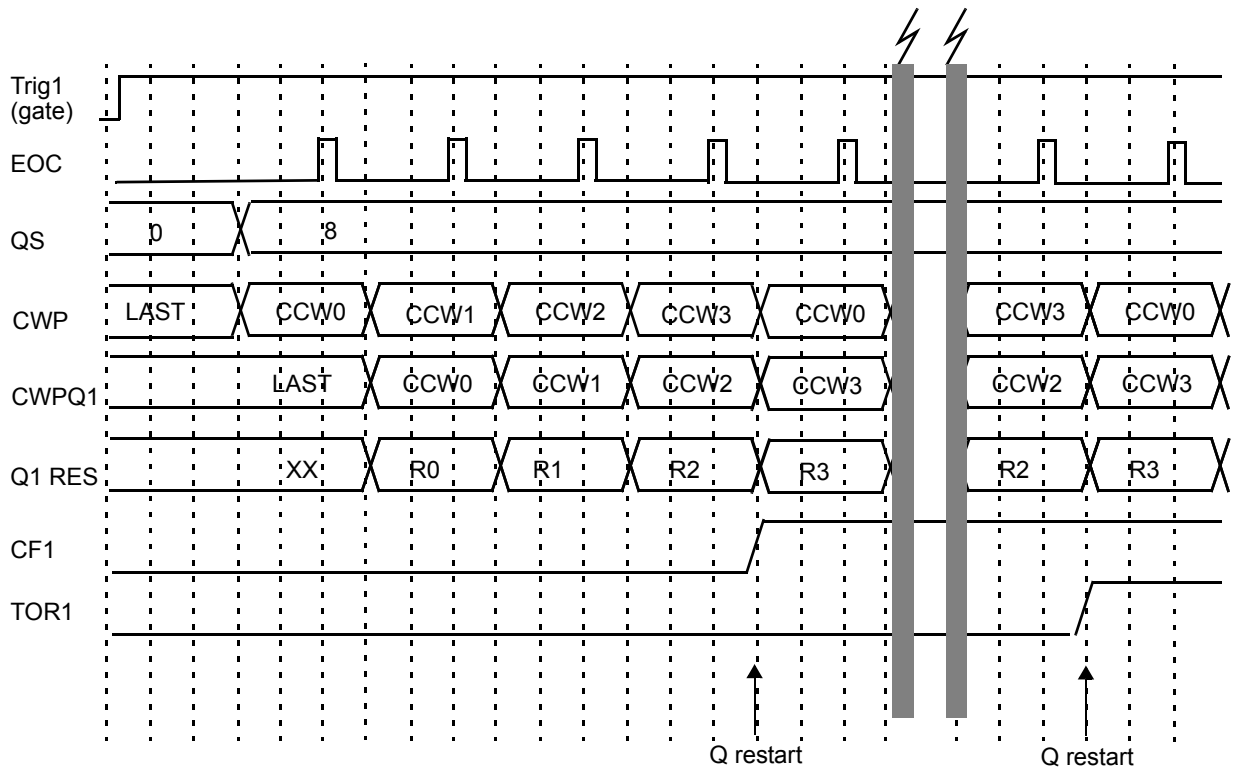 Trig1
(gate)
EOC
QS 0 8
CWP LAST CCW0 CCW1 CCW2 CCW3 CCW0 CCW3 CCW0
CWPQ1 LAST CCW0 CCW1 CCW2 CCW3 CCW2 CCW3
Q1 RES XX R0 R1 R2 R3 R2 R3
CF1
TOR1
Q restart Q restart